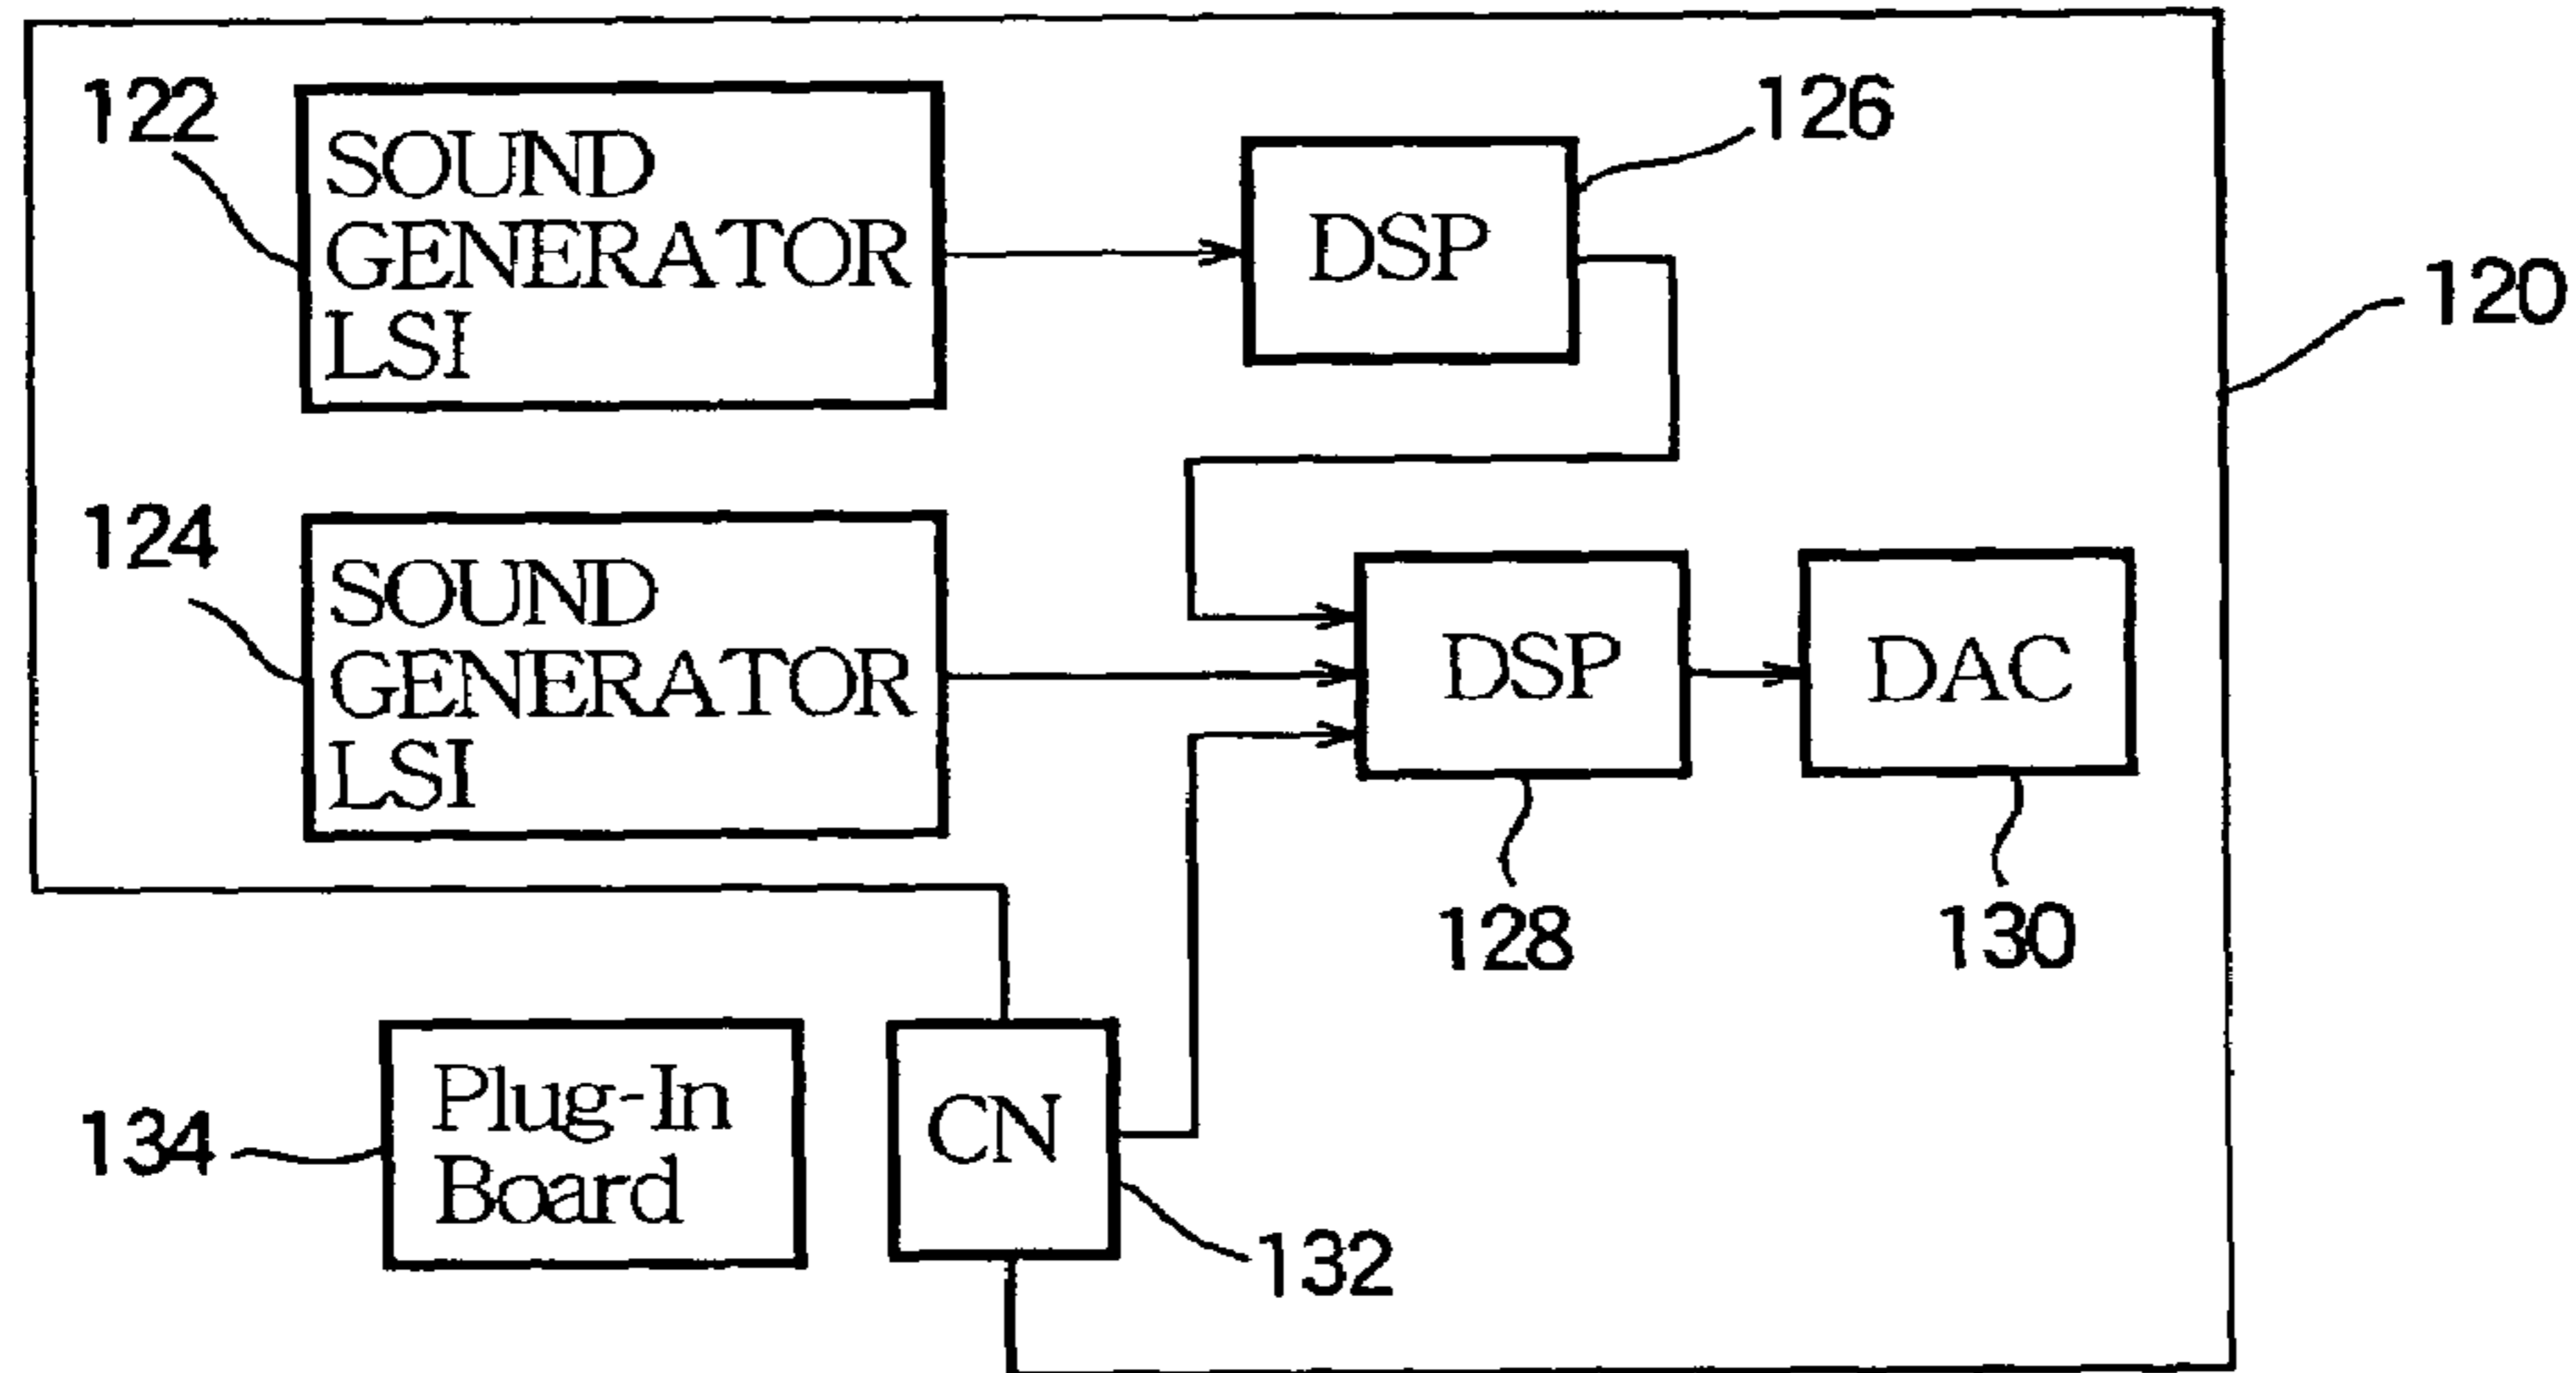 122
SOUND
GENERATOR
LSI
126
DSP
120
124
SOUND
GENERATOR
LSI
DSP
DAC
128
130
134
Plug-In
Board
CN
132